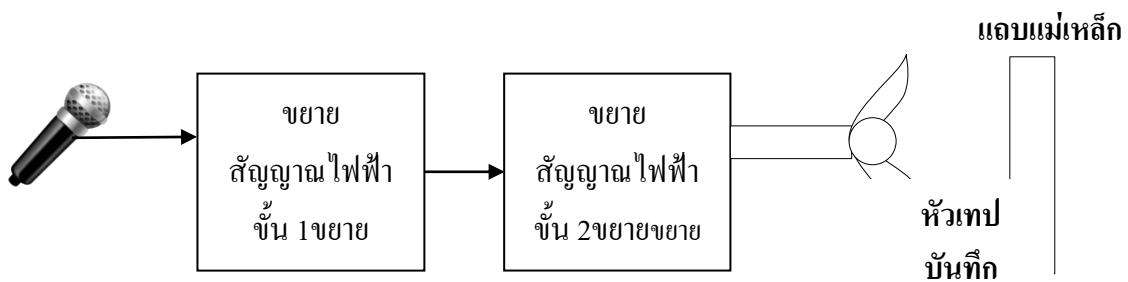 แถบแม่เหล็ก
ขยาย
สัญญาณไฟฟ้า
ขั้น 1ขยาย
ขยาย
สัญญาณไฟฟ้า
ขั้น 2ขยายขยาย
หัวเทป
บันทึก